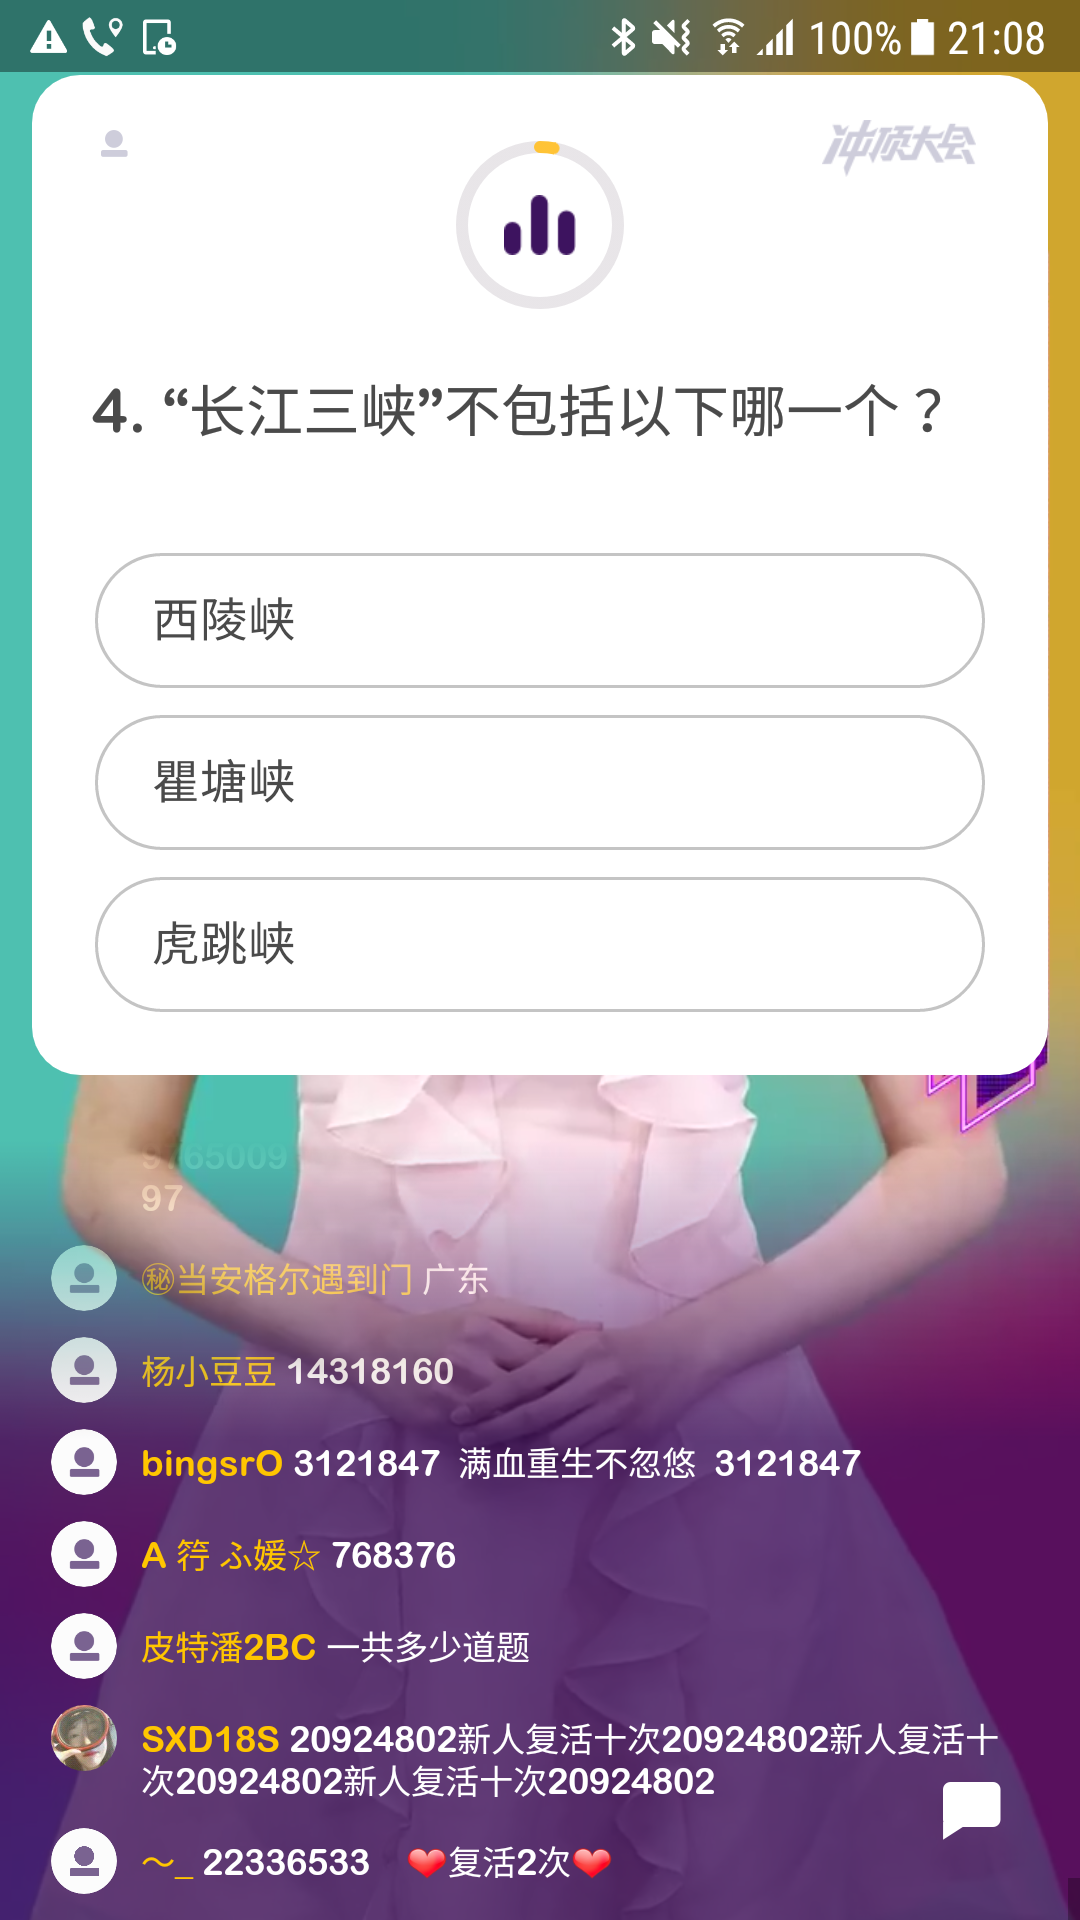 100% 21:08
冲顶大会
4. “长江三峡”不包括以下哪一个？
西陵峡
瞿塘峡
虎跳峡
97
㊙当安格尔遇到门 广东
杨小豆豆 14318160
bingsrO 3121847 满血重生不忽悠 3121847
A 筕 ふ媛☆ 768376
皮特潘2BC 一共多少道题
SXD18S 20924802新人复活十次20924802新人复活十
次20924802新人复活十次20924802
～_ 22336533 ❤复活2次❤